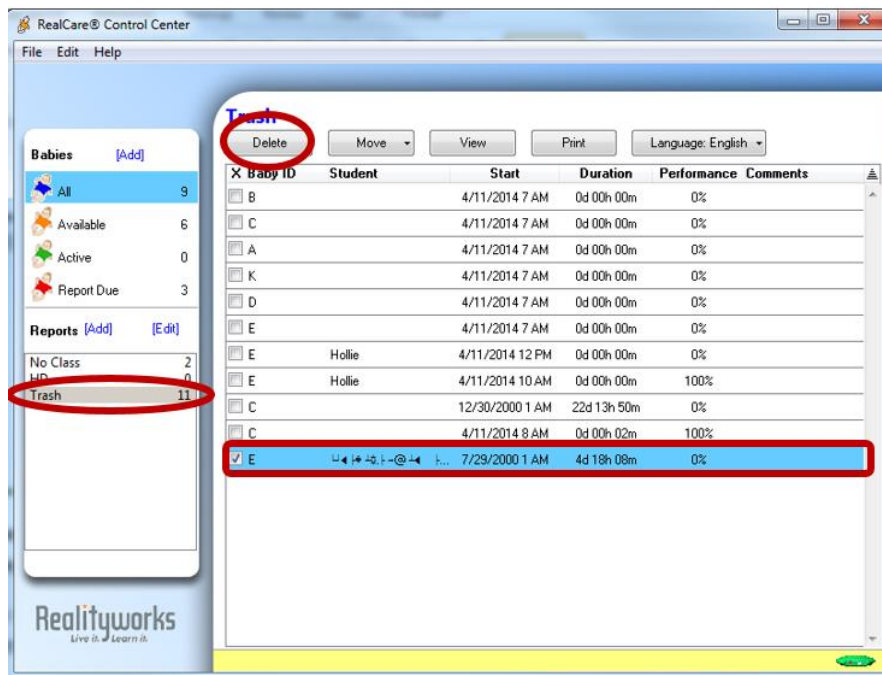 RealCare® Control Center
File Edit Help
Trash
Delete Move View Print Language: English
Babies [Add]
All 9
Available 6
Active 0
Report Due 3
Reports [Add] [Edit]
No Class 2
HD 0
Trash 11
X Baby ID Student Start Duration Performance Comments
B 4/11/2014 7 AM 0d 00h 00m 0%
C 4/11/2014 7 AM 0d 00h 00m 0%
A 4/11/2014 7 AM 0d 00h 00m 0%
K 4/11/2014 7 AM 0d 00h 00m 0%
D 4/11/2014 7 AM 0d 00h 00m 0%
E 4/11/2014 7 AM 0d 00h 00m 0%
E Hollie 4/11/2014 12 PM 0d 00h 00m 0%
E Hollie 4/11/2014 10 AM 0d 00h 00m 100%
C 12/30/2000 1 AM 22d 13h 50m 0%
C 4/11/2014 8 AM 0d 00h 02m 100%
E 7/29/2000 1 AM 4d 18h 08m 0%
Realityworks
Live it. Learn it.